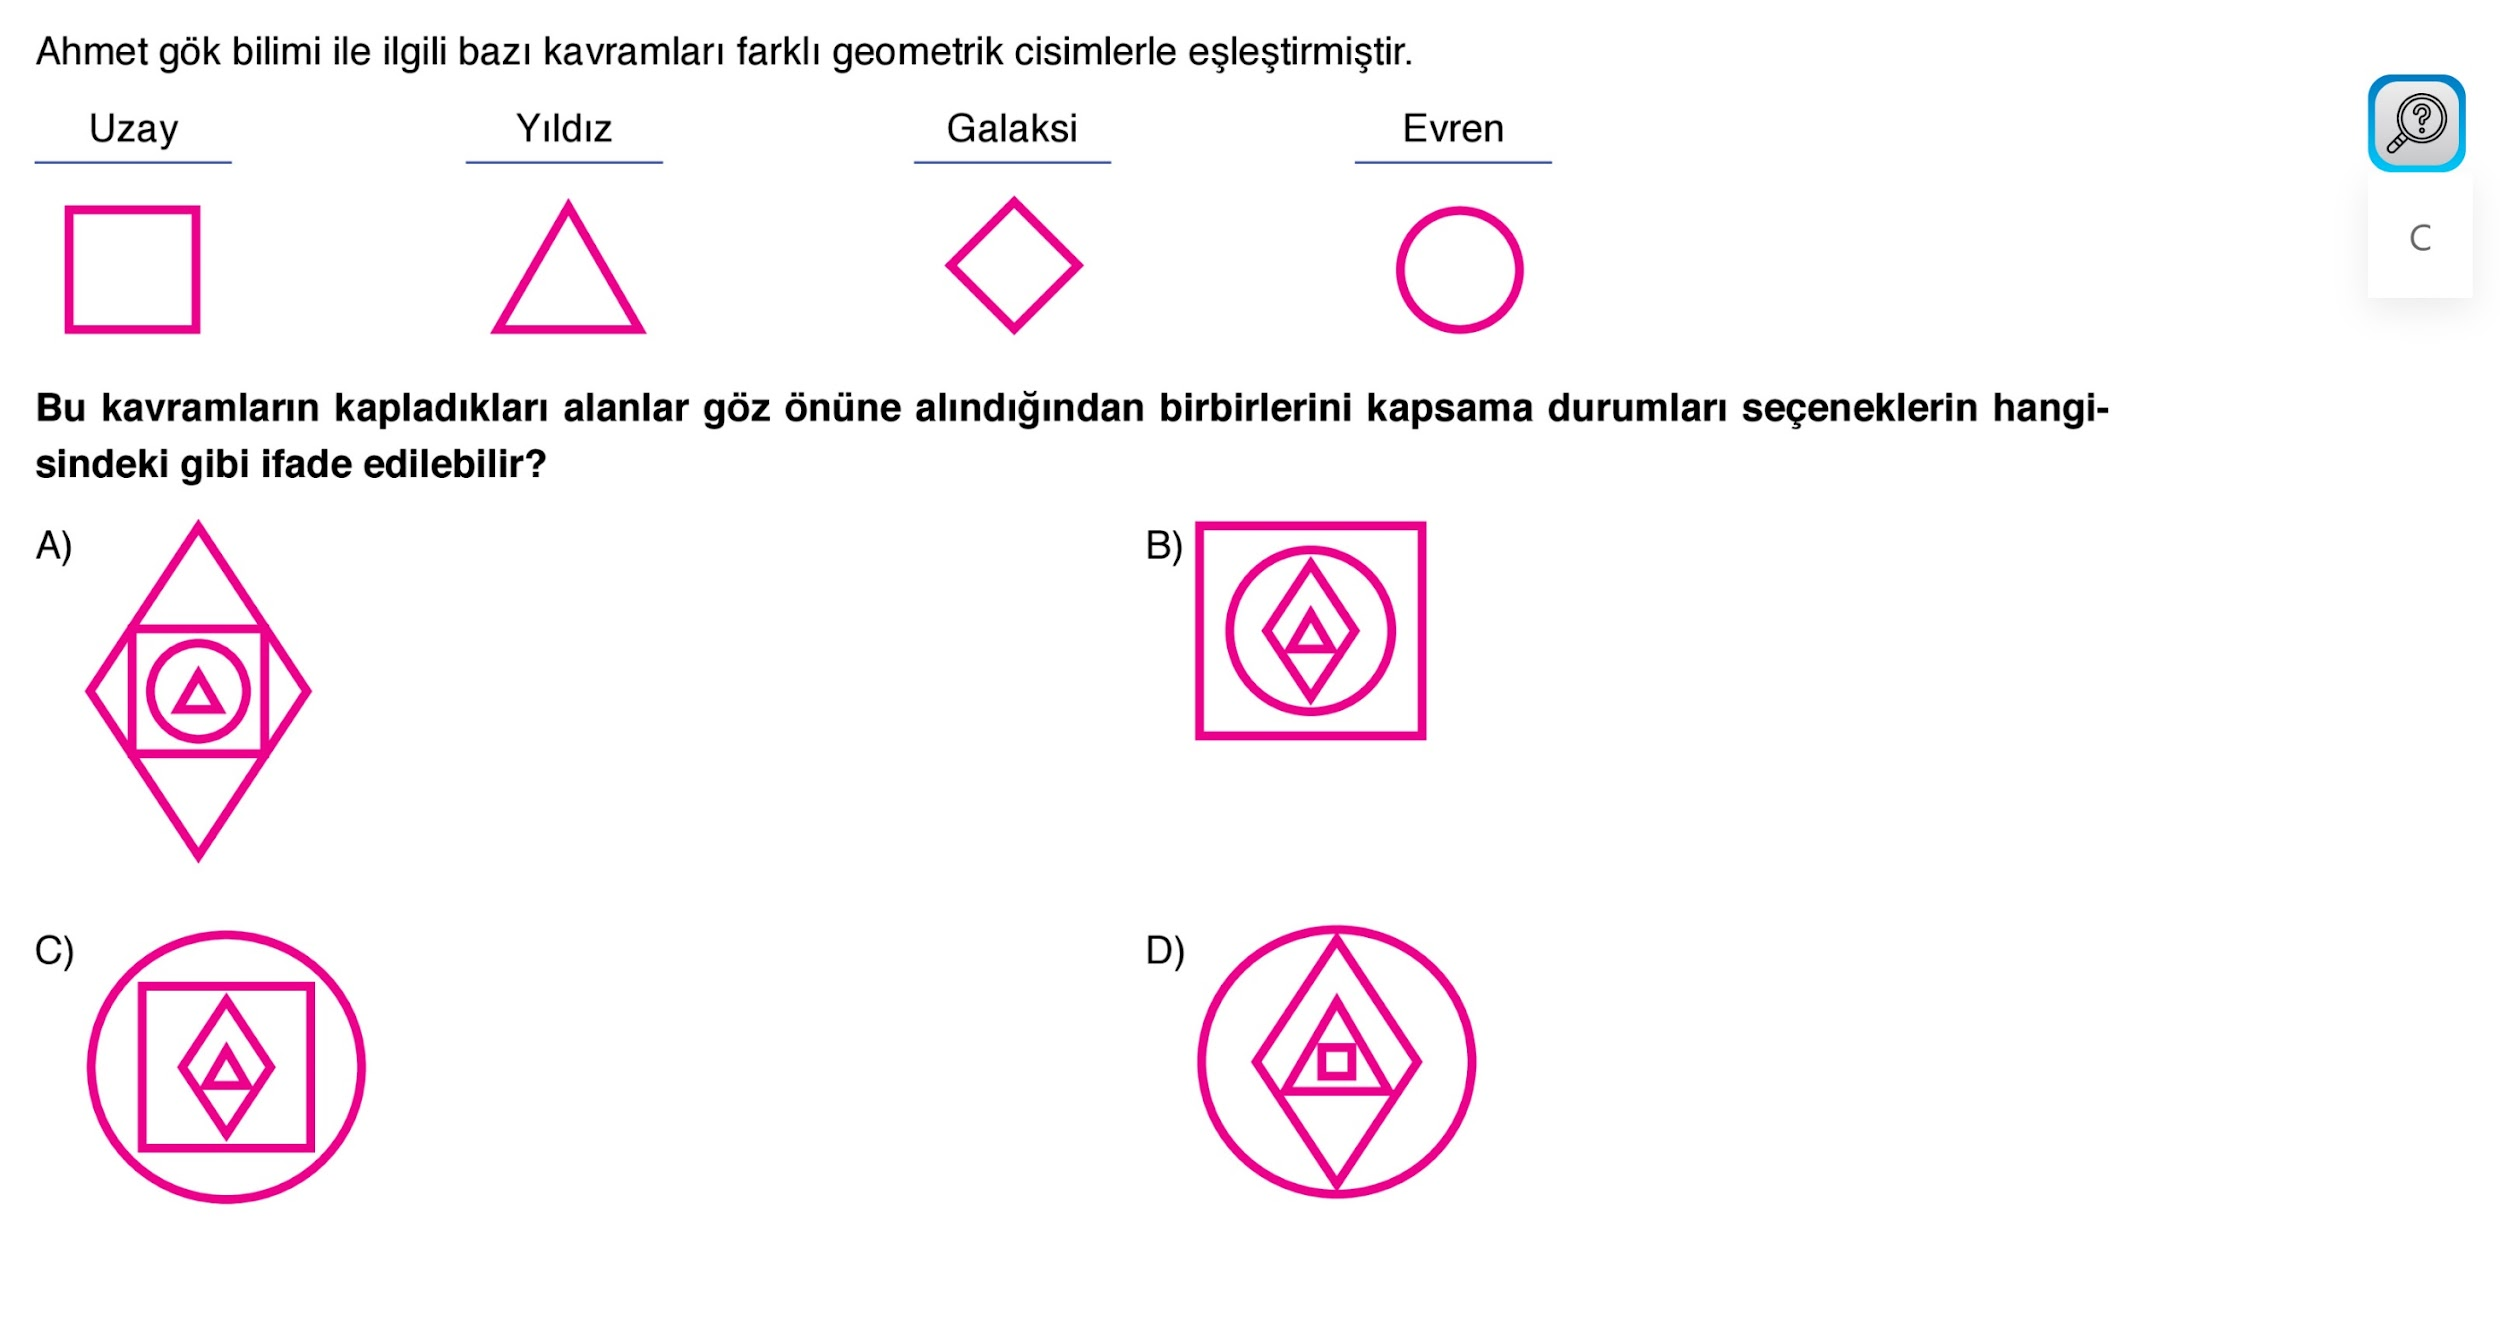 Ahmet gök bilimi ile ilgili bazı kavramları farklı geometrik cisimlerle eşleştirmiştir.
Uzay Yıldız Galaksi Evren
?
C
Bu kavramların kapladıkları alanlar göz önüne alındığından birbirlerini kapsama durumları seçeneklerin hangi-
sindeki gibi ifade edilebilir?
A) B)
C) D)